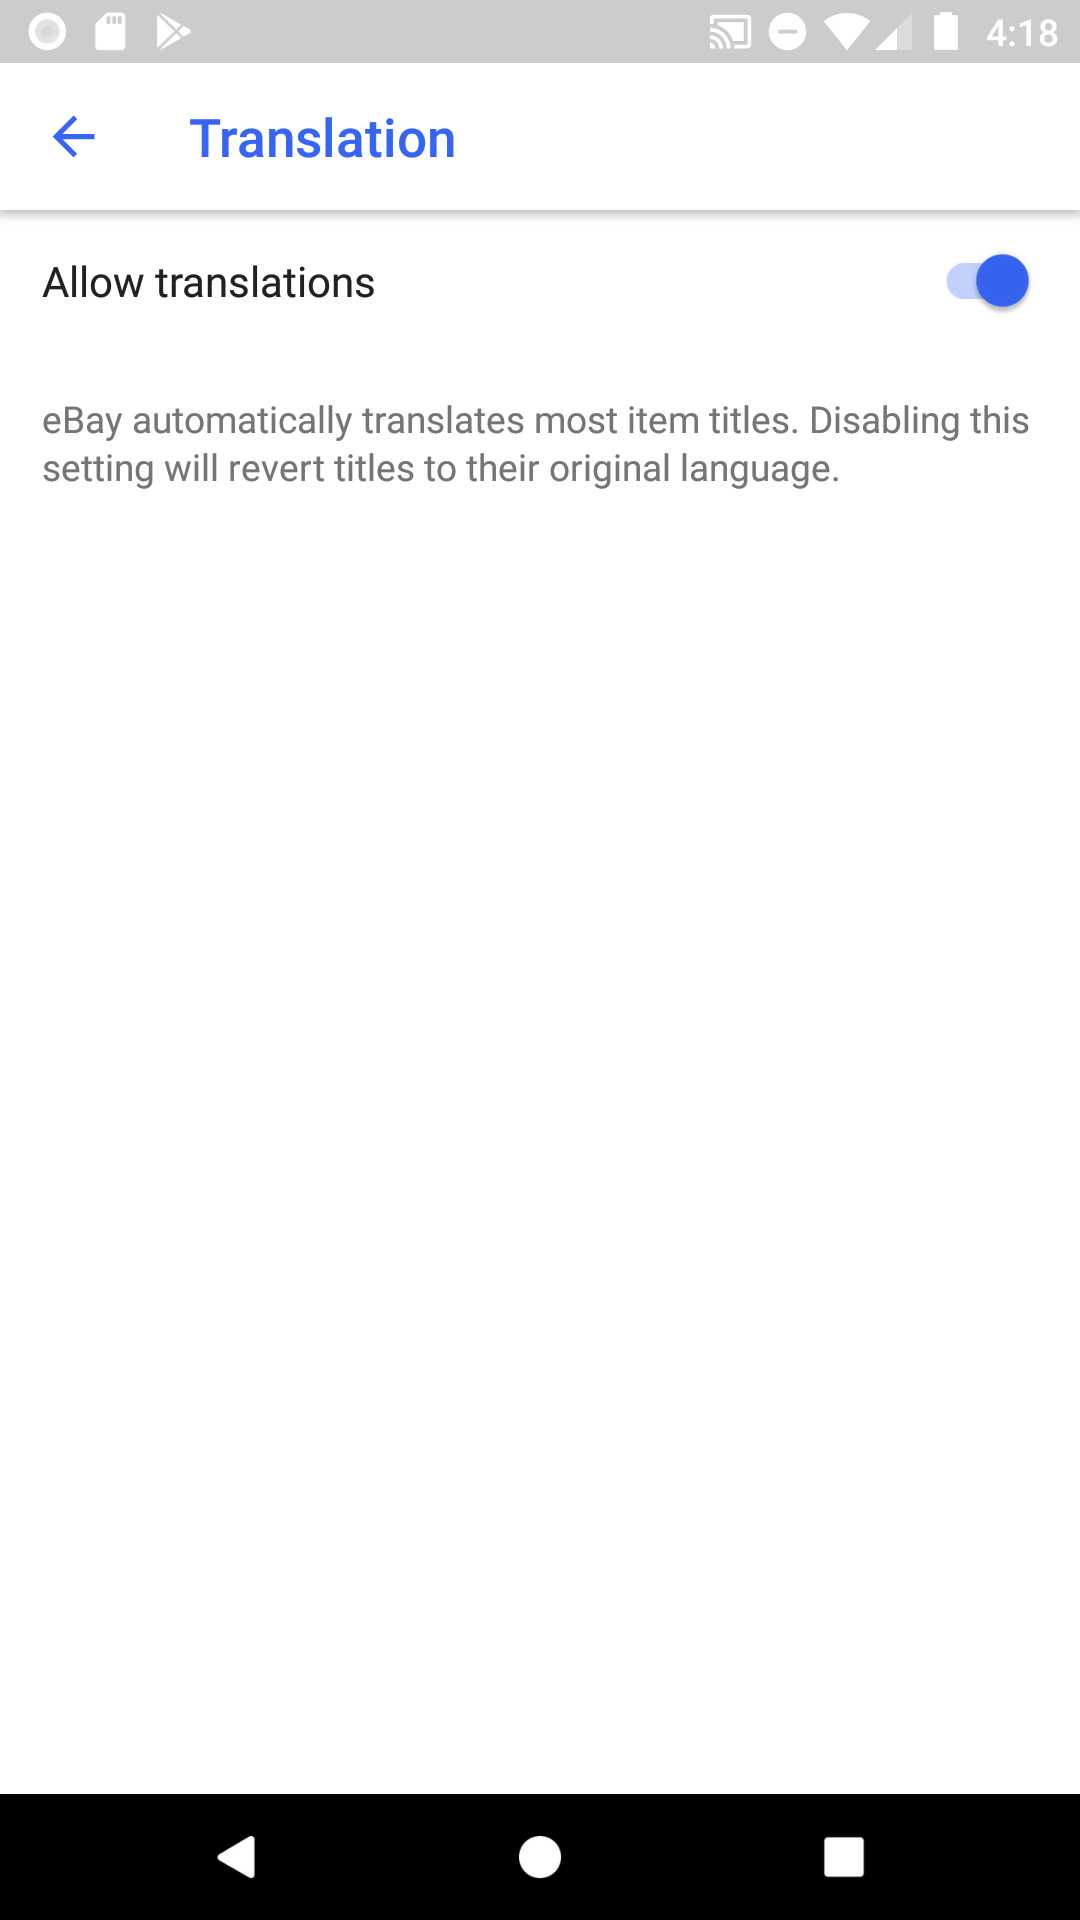 4:18
Translation
Allow translations
eBay automatically translates most item titles. Disabling this
setting will revert titles to their original language.